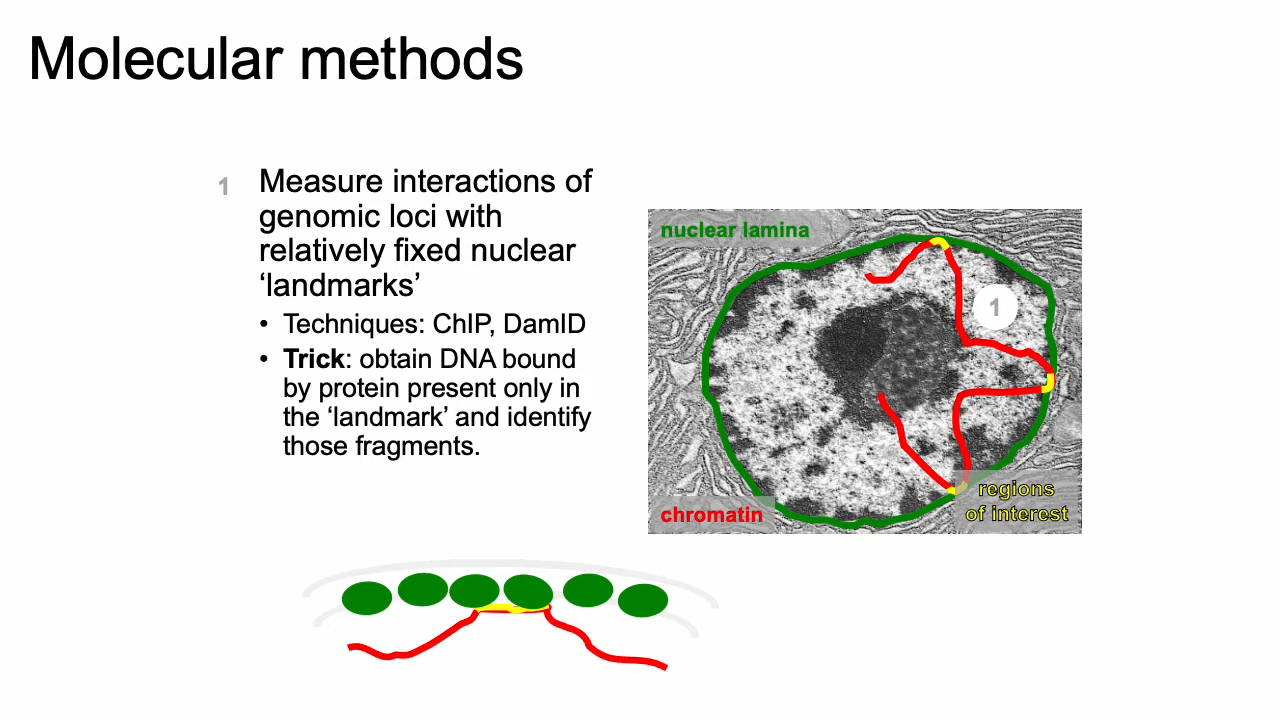 Molecular methods
1 Measure interactions of
genomic loci with
relatively fixed nuclear
‘landmarks’
• Techniques: ChIP, DamID
• Trick: obtain DNA bound
by protein present only in
the ‘landmark’ and identify
those fragments.
nuclear lamina
1
chromatin
regions
of interest